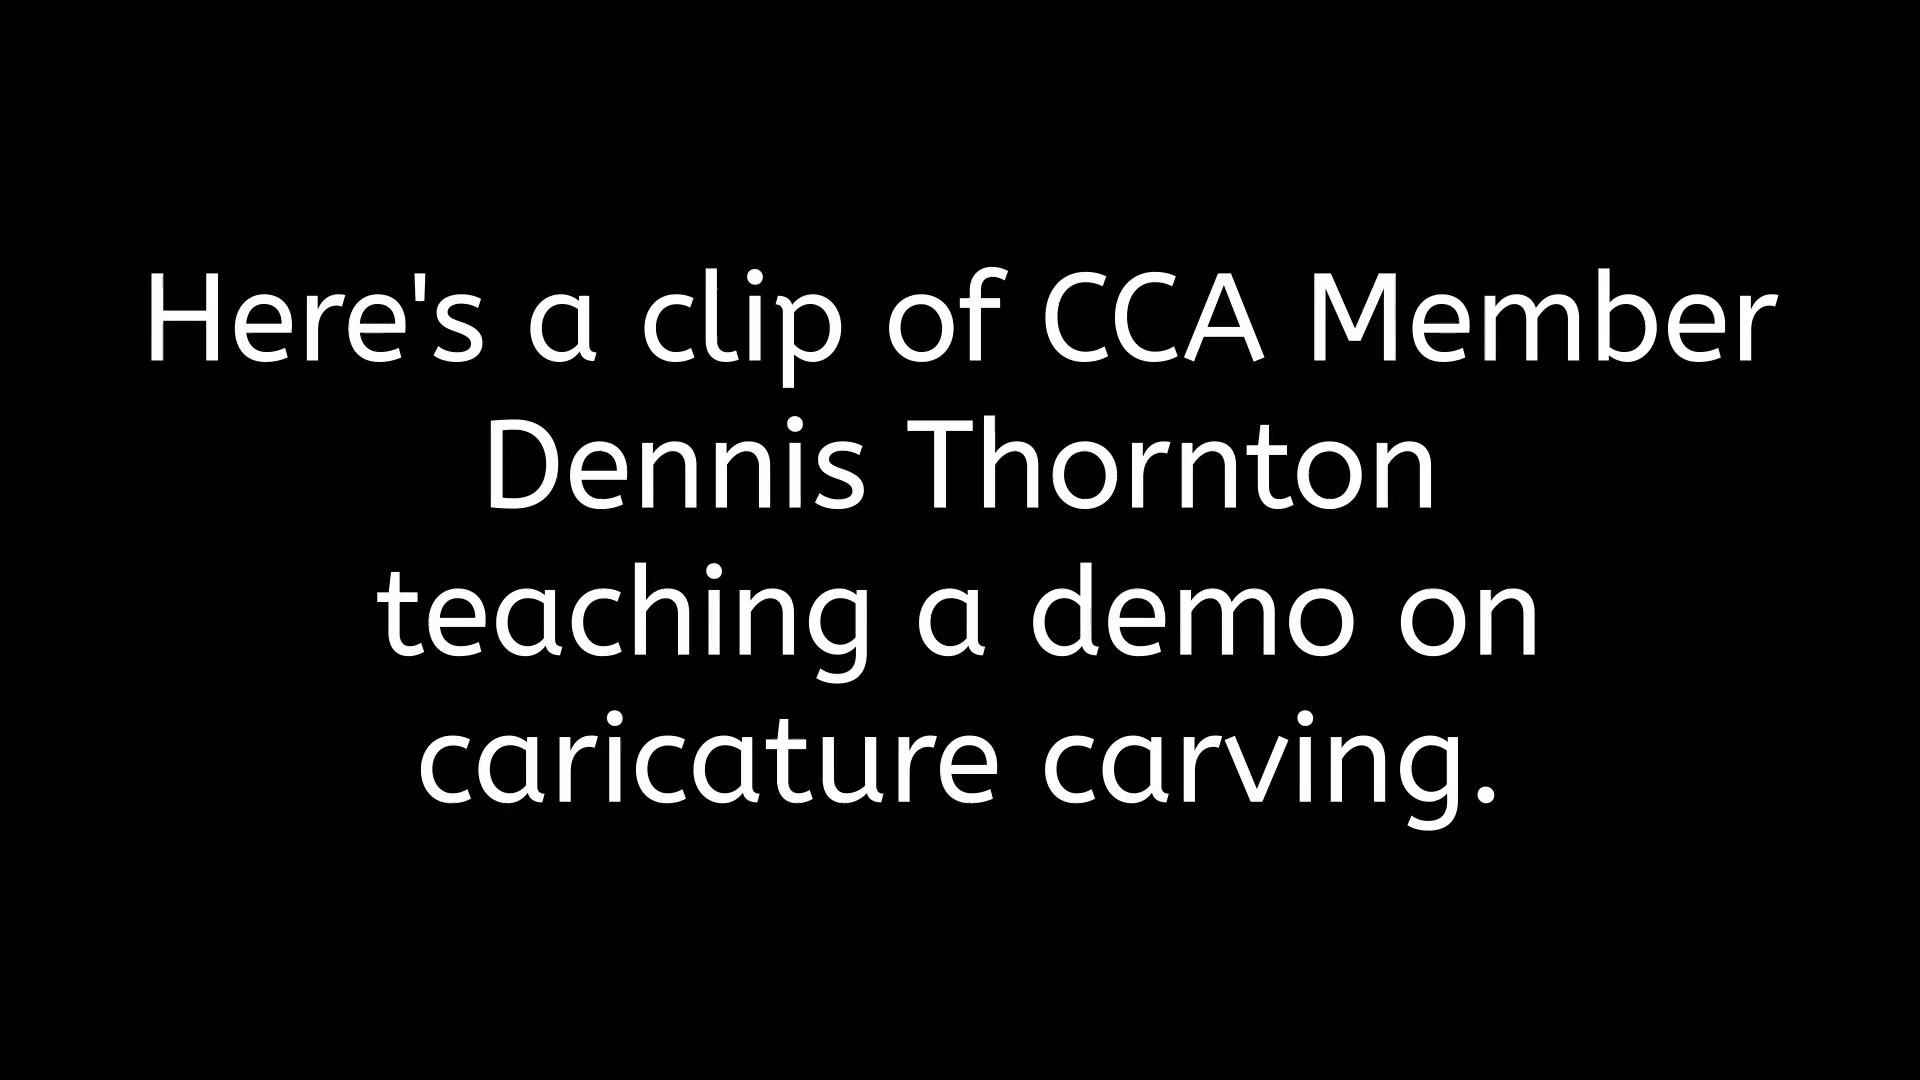 Here's a clip of CCA Member
Dennis Thornton
teaching a demo on
caricature carving.